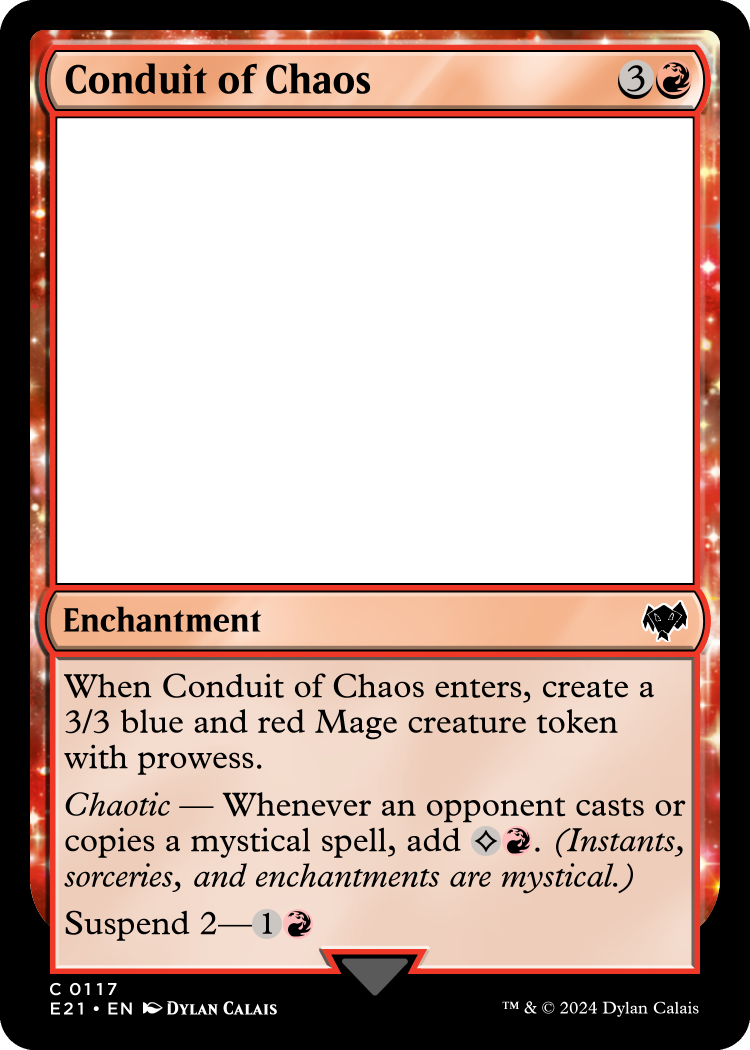 Conduit of Chaos 3
Enchantment
When Conduit of Chaos enters, create a
3/3 blue and red Mage creature token
with prowess.
Chaotic — Whenever an opponent casts or
copies a mystical spell, add . (Instants,
sorceries, and enchantments are mystical.)
Suspend 2—1
C 0117
E21 • EN DYLAN CALAIS
™ & © 2024 Dylan Calais